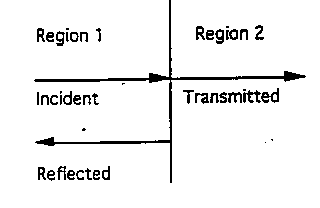 Region 1
Region 2
Incident
Transmitted
Reflected